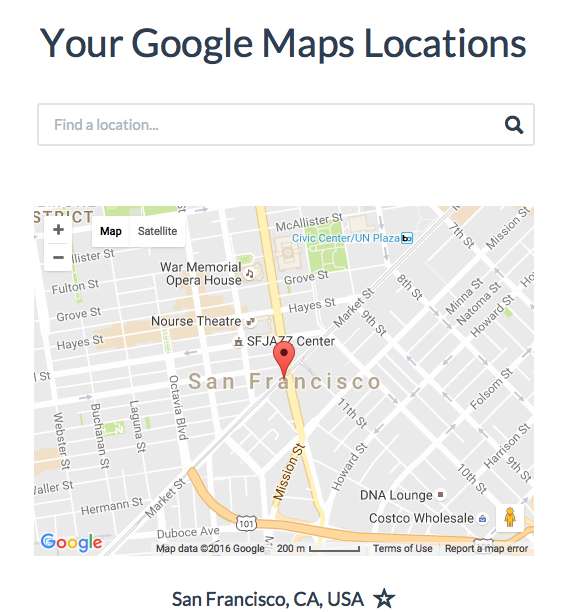 Your Google Maps Locations
Find a location...
STRICT
+
−
Map
Satellite
McAllister St
Civic Center/UN Plaza
7th St
Mission St
llister St
War Memorial
Opera House
Grove St
8th St
Fulton St
Minna St
Natoma St
Howard St
Hayes St
Market St
9th St
Grove St
Nourse Theatre
Hayes St
SFJAZZ Center
l St
San Francisco
Octavia Blvd
Folsom St
Laguna St
Buchanan St
Webster St
11th St
Harrison St
9th St
Mission St
Howard St
10th St
Waller St
Market St
Hermann St
DNA Lounge
Costco Wholesale
101
Duboce Ave
101
Google
Map data ©2016 Google
200 m
Terms of Use
Report a map error
San Francisco, CA, USA